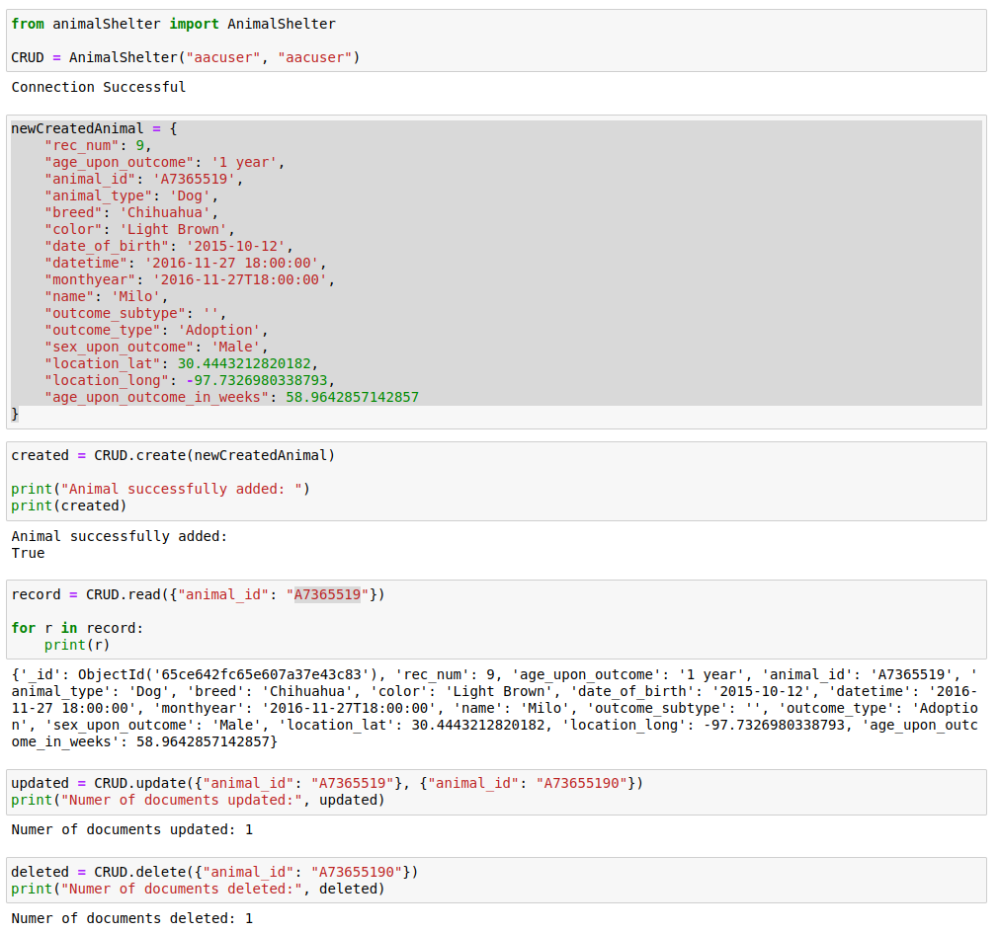 from animalShelter import AnimalShelter
CRUD = AnimalShelter("aacuser", "aacuser")
Connection Successful
newCreatedAnimal = {
    "rec_num": 9,
    "age_upon_outcome": '1 year',
    "animal_id": 'A7365519',
    "animal_type": 'Dog',
    "breed": 'Chihuahua',
    "color": 'Light Brown',
    "date_of_birth": '2015-10-12',
    "datetime": '2016-11-27 18:00:00',
    "monthyear": '2016-11-27T18:00:00',
    "name": 'Milo',
    "outcome_subtype": '',
    "outcome_type": 'Adoption',
    "sex_upon_outcome": 'Male',
    "location_lat": 30.4443212820182,
    "location_long": -97.7326980338793,
    "age_upon_outcome_in_weeks": 58.9642857142857
}
created = CRUD.create(newCreatedAnimal)
print("Animal successfully added: ")
print(created)
Animal successfully added:
True
record = CRUD.read({"animal_id": "A7365519"})
for r in record:
    print(r)
{'_id': ObjectId('65ce642fc65e607a37e43c83'), 'rec_num': 9, 'age_upon_outcome': '1 year', 'animal_id': 'A7365519', '
animal_type': 'Dog', 'breed': 'Chihuahua', 'color': 'Light Brown', 'date_of_birth': '2015-10-12', 'datetime': '2016-
11-27 18:00:00', 'monthyear': '2016-11-27T18:00:00', 'name': 'Milo', 'outcome_subtype': '', 'outcome_type': 'Adoptio
n', 'sex_upon_outcome': 'Male', 'location_lat': 30.4443212820182, 'location_long': -97.7326980338793, 'age_upon_outc
ome_in_weeks': 58.9642857142857}
updated = CRUD.update({"animal_id": "A7365519"}, {"animal_id": "A73655190"})
print("Numer of documents updated:", updated)
Numer of documents updated: 1
deleted = CRUD.delete({"animal_id": "A73655190"})
print("Numer of documents deleted:", deleted)
Numer of documents deleted: 1